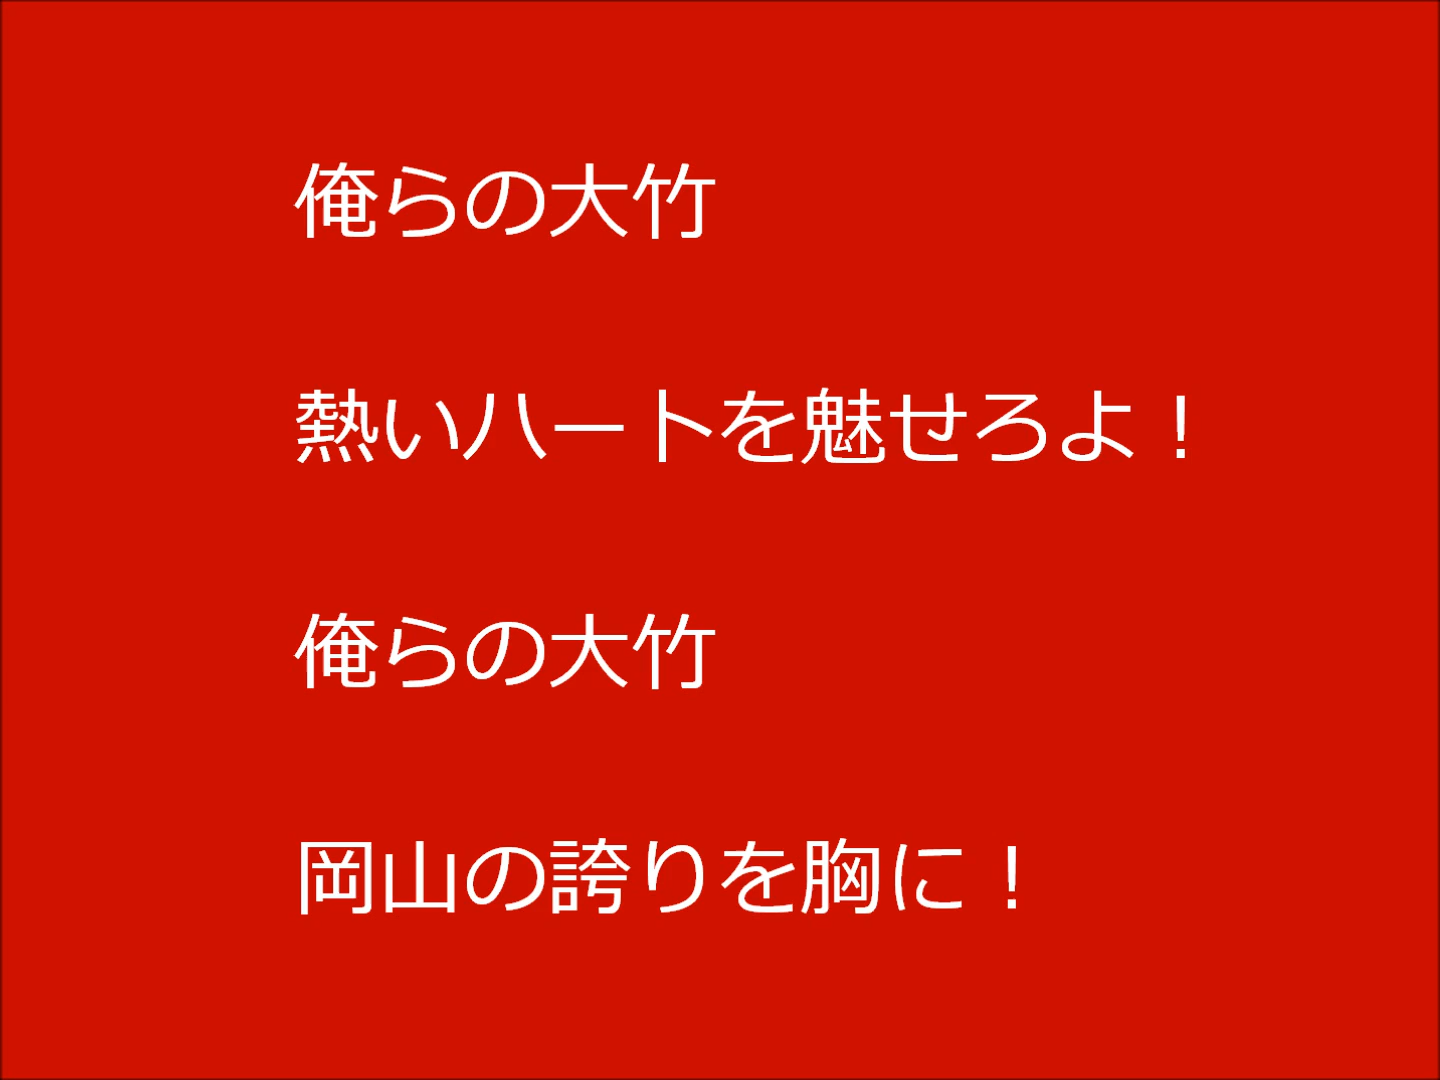 俺らの大竹
熱いハートを魅せろよ！
俺らの大竹
岡山の誇りを胸に！